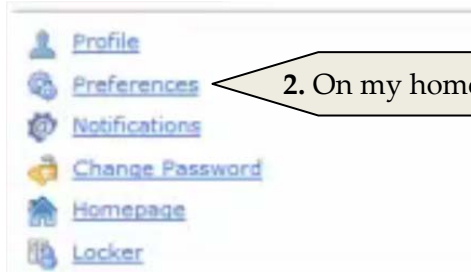 Profile
Preferences
2. On my home
Notifications
Change Password
Homepage
Locker